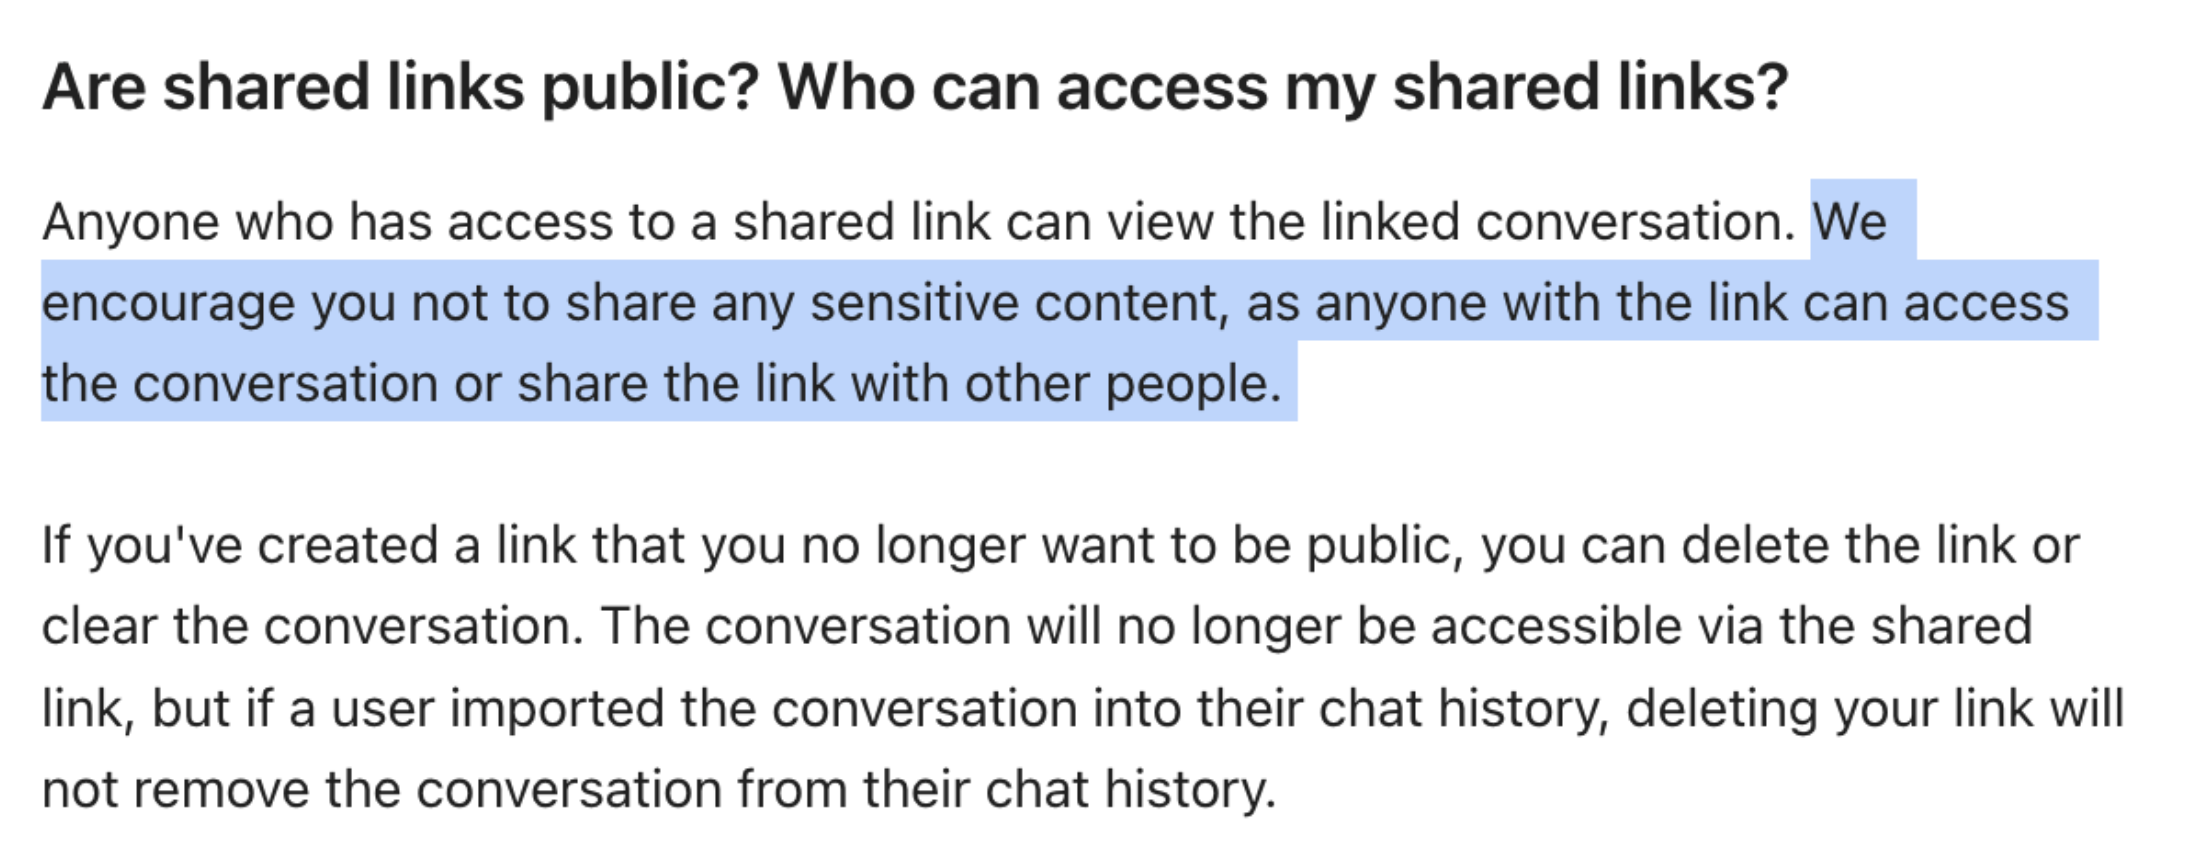 Are shared links public? Who can access my shared links?
Anyone who has access to a shared link can view the linked conversation. We
encourage you not to share any sensitive content, as anyone with the link can access
the conversation or share the link with other people.
If you've created a link that you no longer want to be public, you can delete the link or
clear the conversation. The conversation will no longer be accessible via the shared
link, but if a user imported the conversation into their chat history, deleting your link will
not remove the conversation from their chat history.